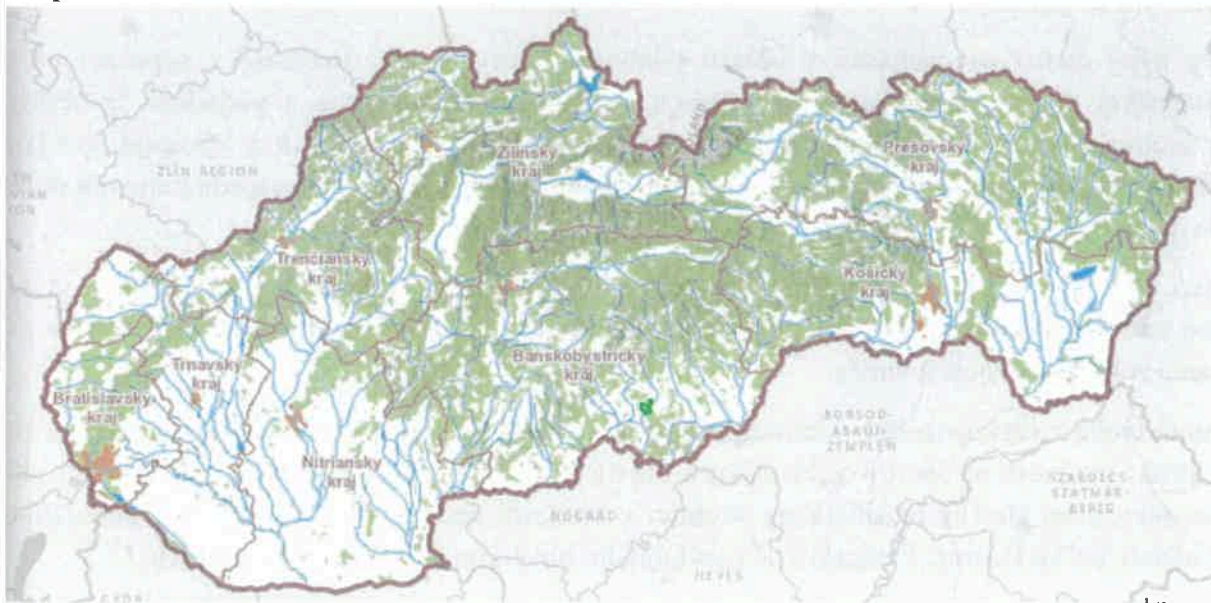 ZLÍN REGION
Žilinský
kraj
Prešovský
kraj
Trenčiansky
kraj
Košický
kraj
Trnavský
kraj
Banskobystrický
kraj
Bratislavský
kraj
Nitriansky
kraj
BORSOD-
ABAÚJ-
ZEMPLÉN
SZABOLCS-
SZATMÁR-
BEREG
NÓGRÁD
HEVES